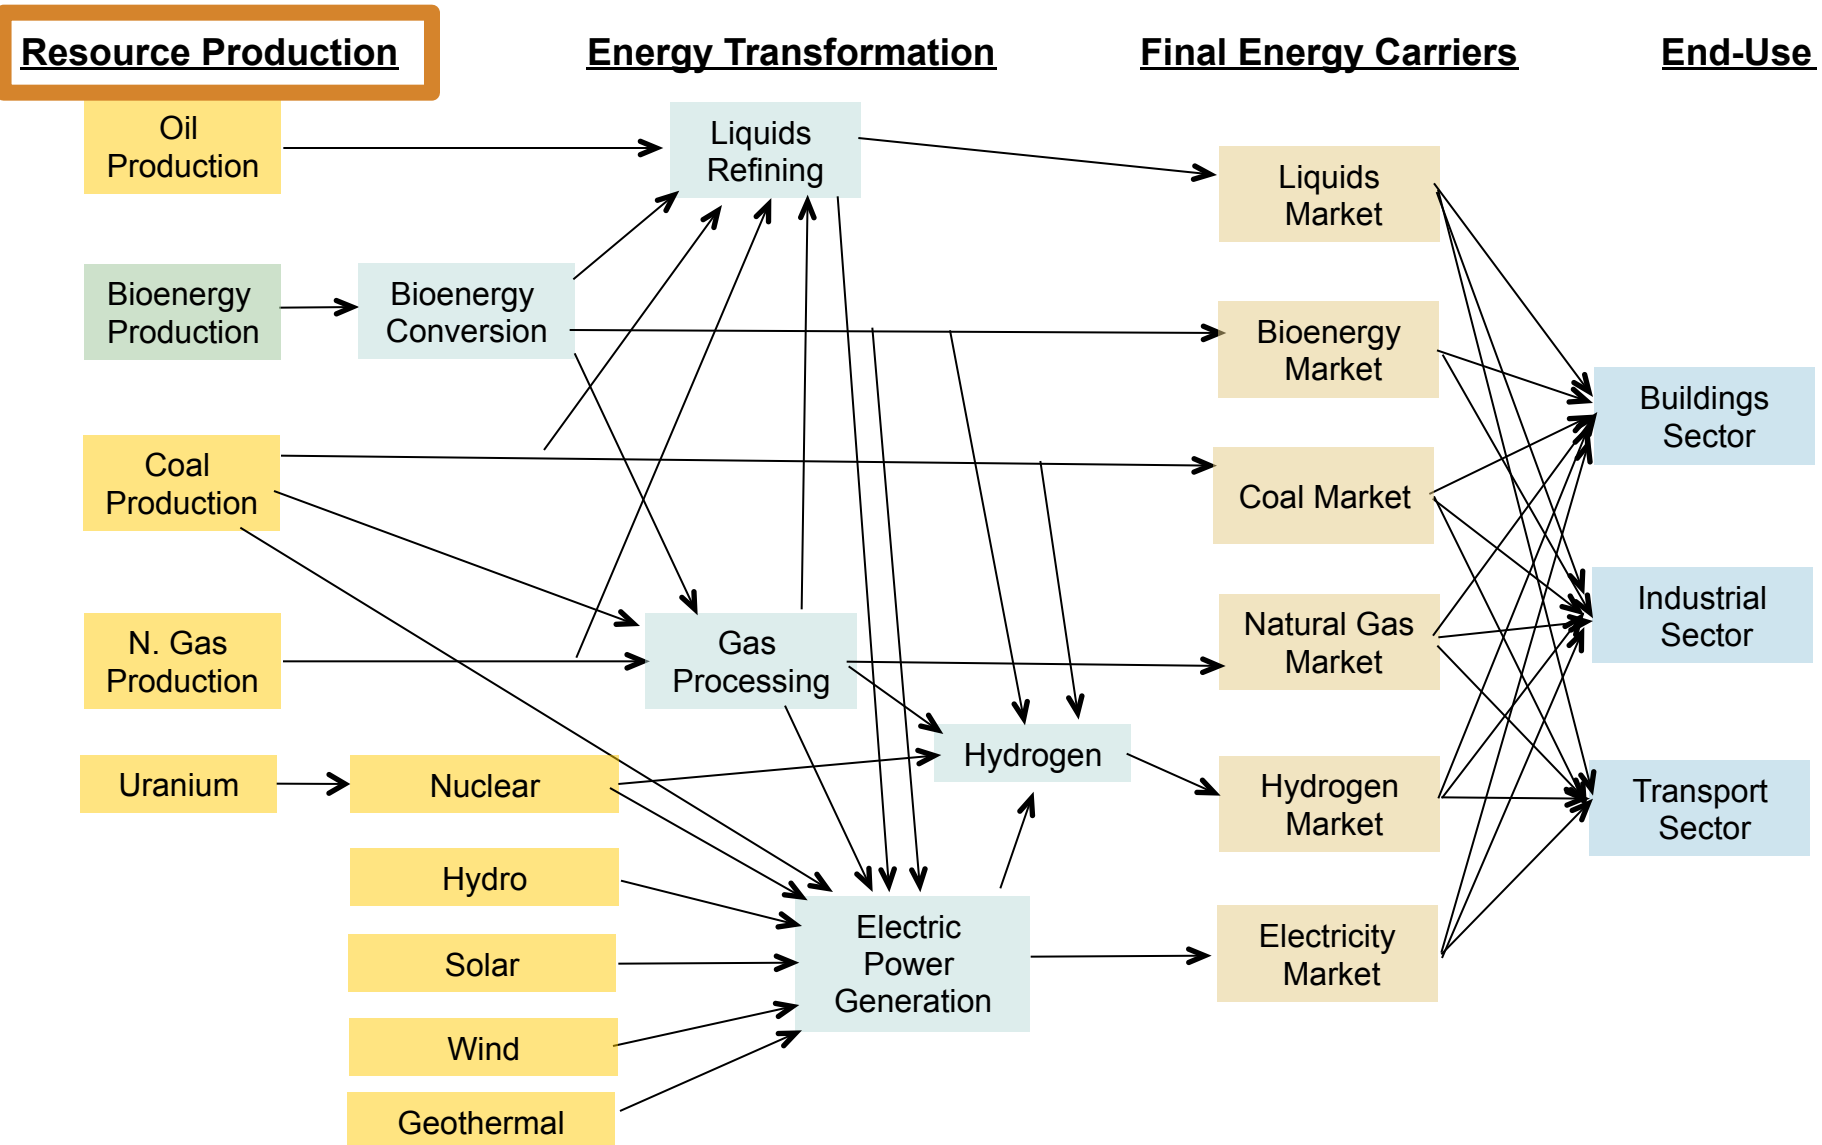 Resource Production
Energy Transformation
Final Energy Carriers
End-Use
Oil
Production
Liquids
Refining
Liquids
Market
Bioenergy
Production
Bioenergy
Conversion
Bioenergy
Market
Buildings
Sector
Coal
Production
Coal Market
Industrial
Sector
N. Gas
Production
Gas
Processing
Natural Gas
Market
Uranium
Nuclear
Hydrogen
Hydrogen
Market
Transport
Sector
Hydro
Solar
Wind
Geothermal
Electric
Power
Generation
Electricity
Market